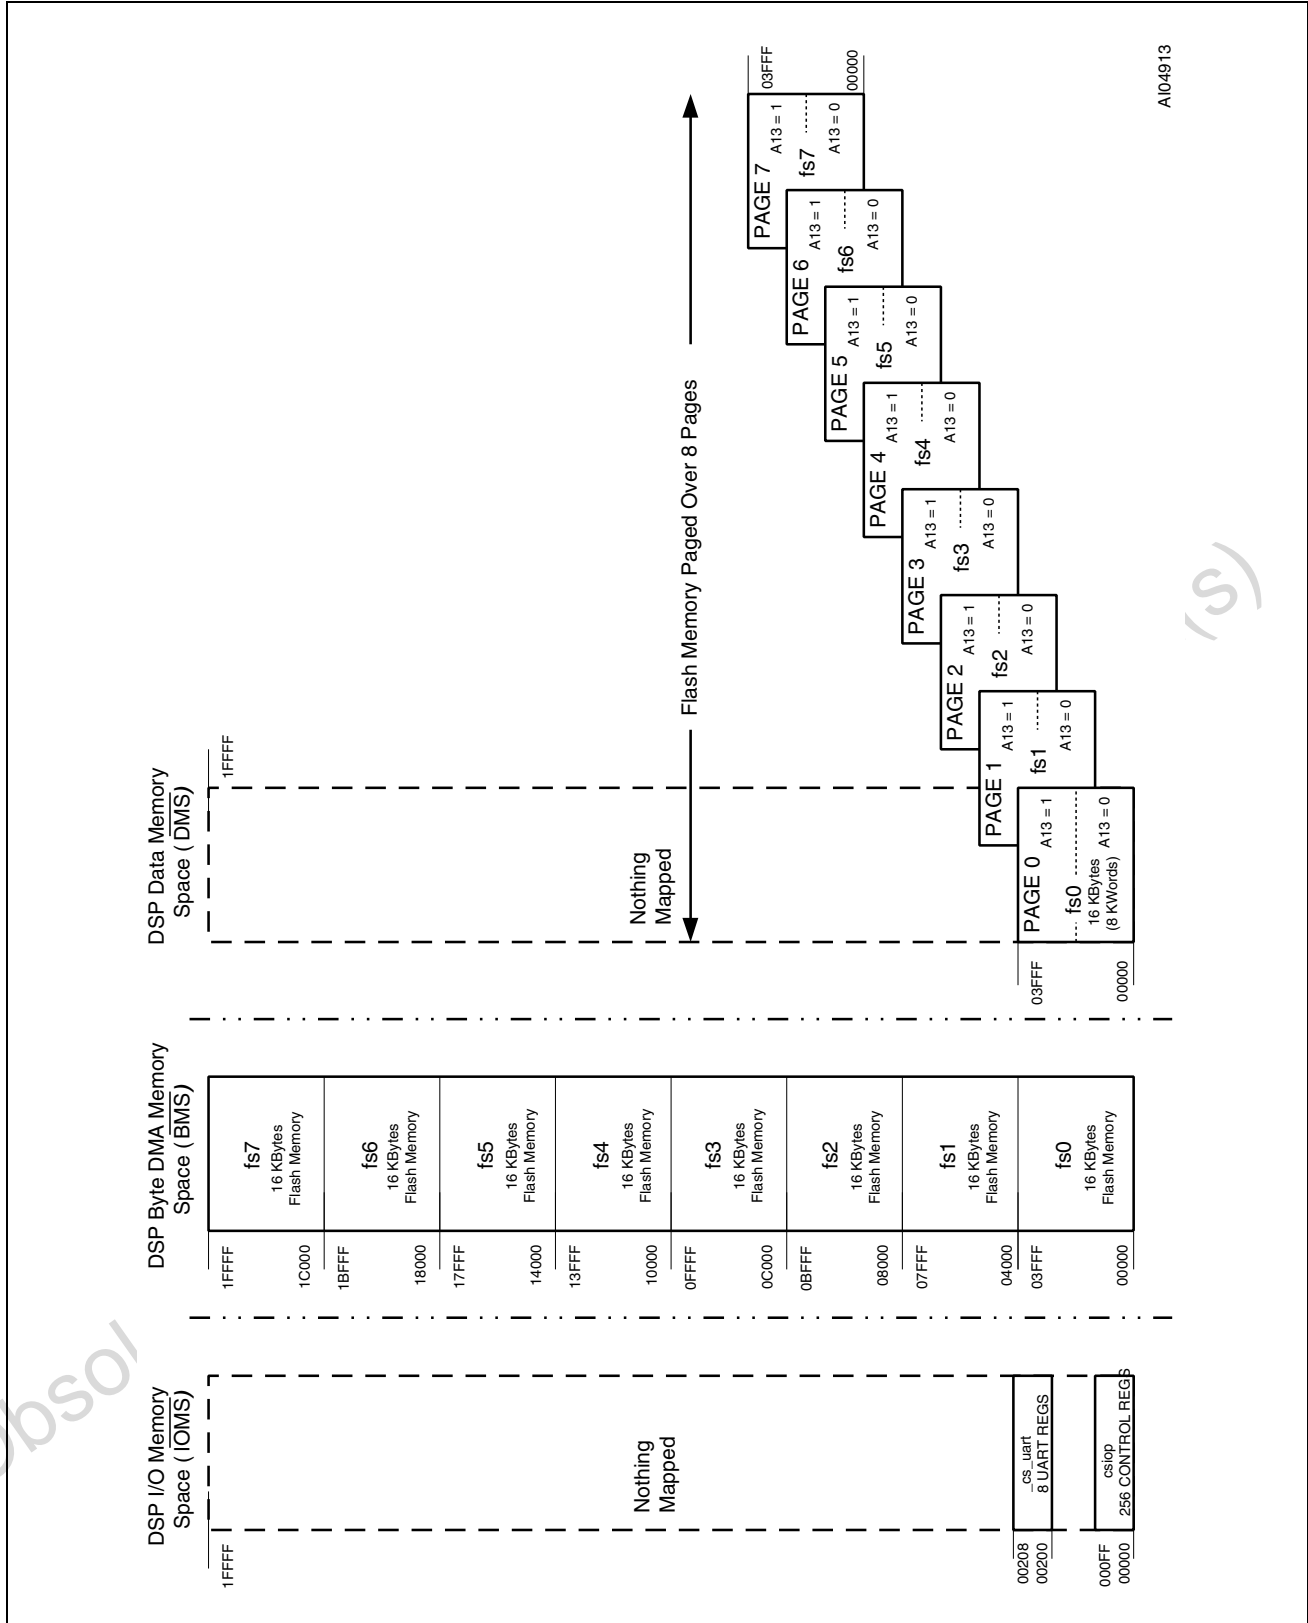 DSP I/O Memory
Space ( IOMS)
1FFFF
Nothing
Mapped
00208
00200
_cs_uart
8 UART REGS
000FF
00000
csiop
256 CONTROL REGS
DSP Byte DMA Memory
Space ( BMS)
1FFFF
fs7
16 KBytes
Flash Memory
1C000
1BFFF
fs6
16 KBytes
Flash Memory
18000
17FFF
fs5
16 KBytes
Flash Memory
14000
13FFF
fs4
16 KBytes
Flash Memory
10000
0FFFF
fs3
16 KBytes
Flash Memory
0C000
0BFFF
fs2
16 KBytes
Flash Memory
08000
07FFF
fs1
16 KBytes
Flash Memory
04000
03FFF
fs0
16 KBytes
Flash Memory
00000
DSP Data Memory
Space ( DMS)
1FFFF
Nothing
Mapped
Flash Memory Paged Over 8 Pages
03FFF
00000
PAGE 0
A13 = 1
fs0
16 KBytes
(8 KWords)
A13 = 0
PAGE 1
A13 = 1
fs1
A13 = 0
PAGE 2
A13 = 1
fs2
A13 = 0
PAGE 3
A13 = 1
fs3
A13 = 0
PAGE 4
A13 = 1
fs4
A13 = 0
PAGE 5
A13 = 1
fs5
A13 = 0
PAGE 6
A13 = 1
fs6
A13 = 0
PAGE 7
A13 = 1
fs7
A13 = 0
03FFF
00000
AI04913
(s)